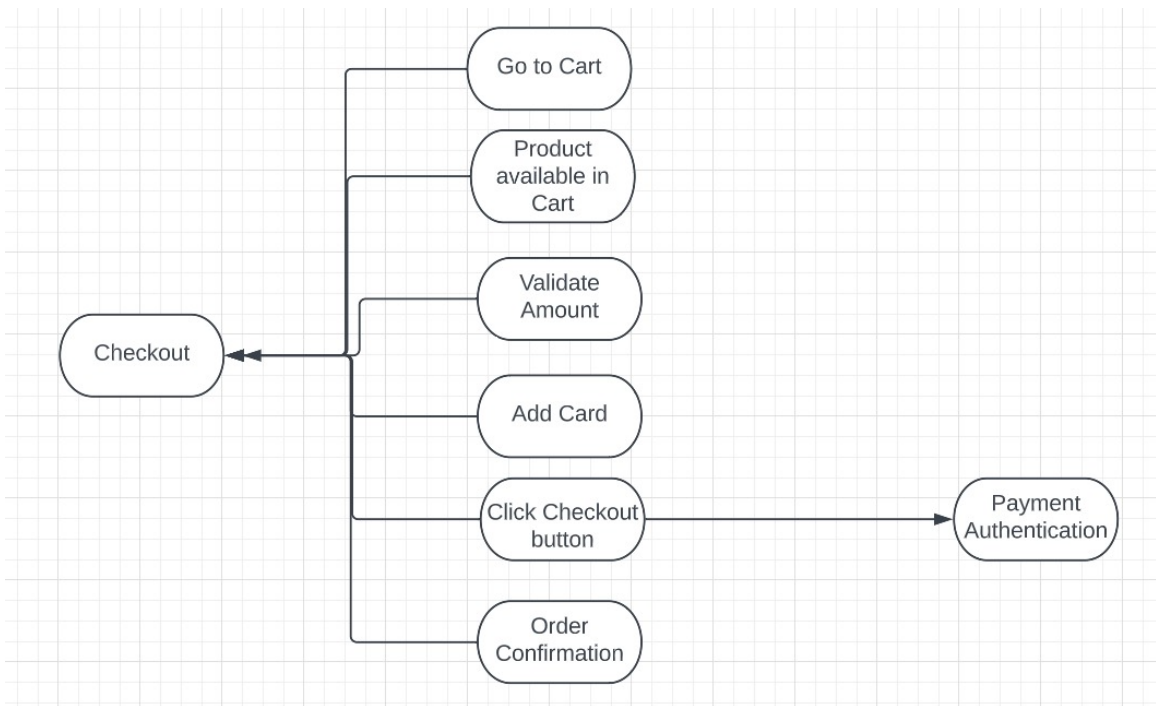 Go to Cart
Product
available in
Cart
Validate
Amount
Checkout
Add Card
Click Checkout
button
Payment
Authentication
Order
Confirmation